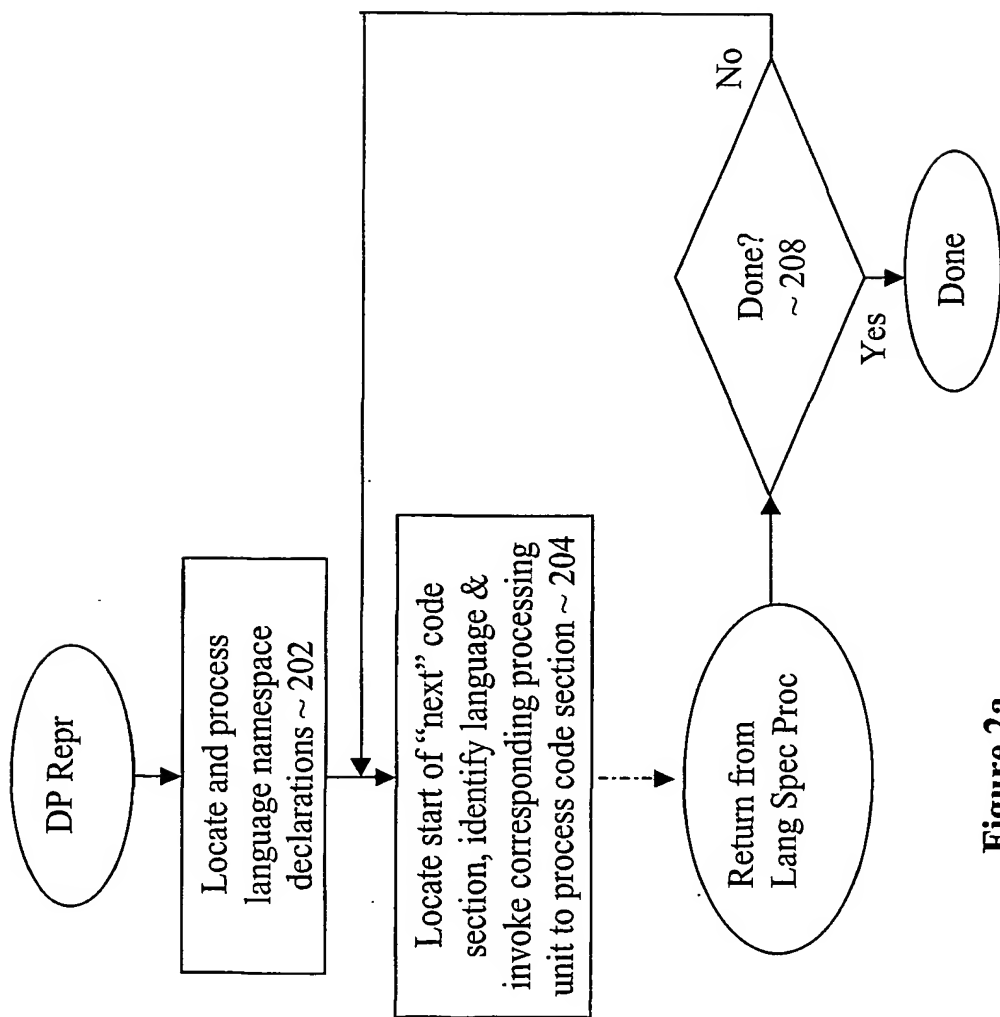 DP Repr
Locate and process
language namespace
declarations ~ 202
Locate start of “next” code
section, identify language &
invoke corresponding processing
unit to process code section ~ 204
Return from
Lang Spec Proc
Done?
~ 208
No
Yes
Done
Figure 2a